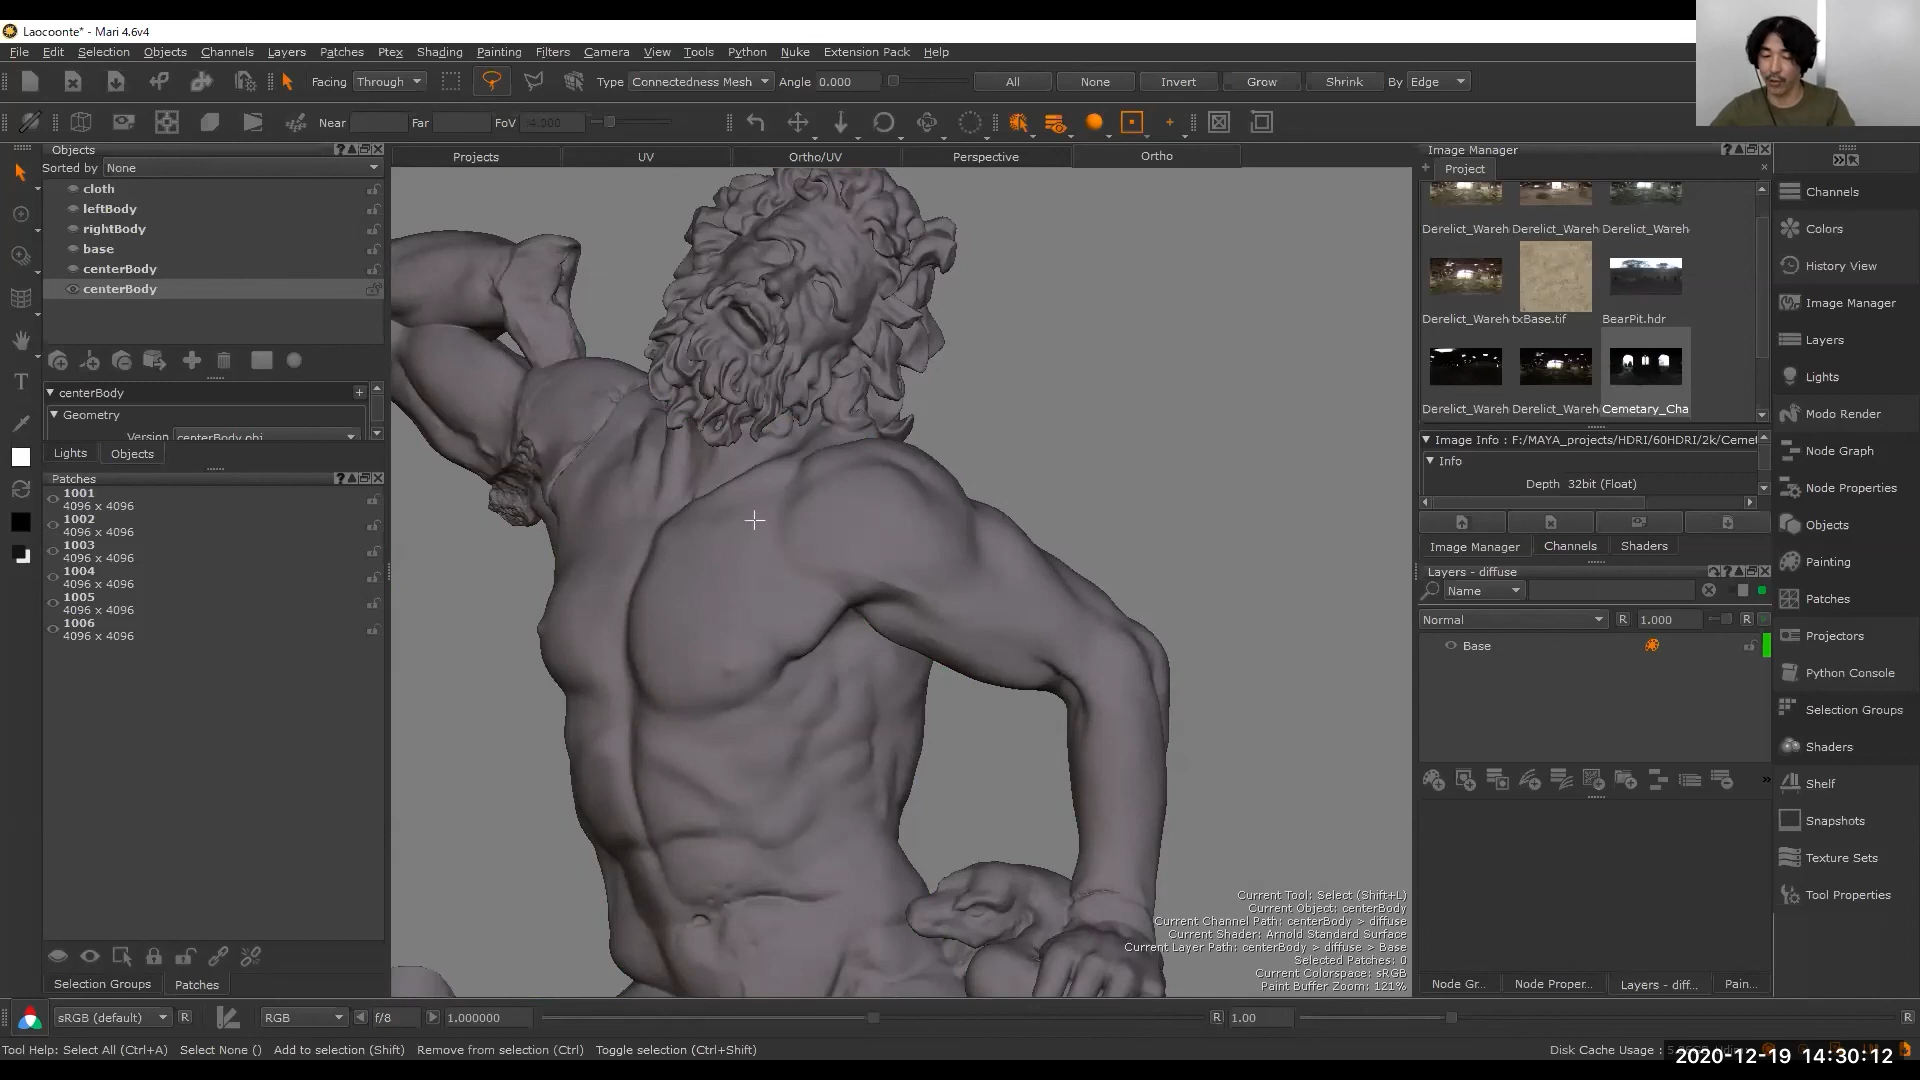 Laocoonte* - Mari 4.6v4
File Edit Selection Objects Channels Layers Patches Ptex Shading Painting Filters Camera View Tools Python Nuke Extension Pack Help
Facing Through Type Connectedness Mesh Angle 0.000 All None Invert Grow Shrink By Edge
Near Far FoV
Objects
Sorted by None
cloth
leftBody
rightBody
base
centerBody
centerBody
centerBody
Geometry
Version centerBody.obj
Lights Objects
Patches
1001
4096 x 4096
1002
4096 x 4096
1003
4096 x 4096
1004
4096 x 4096
1005
4096 x 4096
1006
4096 x 4096
Selection Groups Patches
Projects UV Ortho/UV Perspective Ortho
Current Tool: Select (Shift+L)
Current Object: centerBody
Current Channel Path: centerBody > diffuse
Current Shader: Arnold Standard Surface
Current Layer Path: centerBody > diffuse > Base
Selected Patches: 0
Current Colorspace: sRGB
Paint Buffer Zoom: 121%
Image Manager
Project
Derelict_Wareh Derelict_Wareh Derelict_Wareh
Derelict_Wareh txBase.tif BearPit.hdr
Derelict_Wareh Derelict_Wareh Cemetary_Cha
Image Info : F:/MAYA_projects/HDRI/60HDRI/2k/Cemet
Info
Depth 32bit (Float)
Image Manager Channels Shaders
Layers - diffuse
Name
Normal R 1.000 R
Base
Node Gr... Node Proper... Layers - diff... Pain...
Channels
Colors
History View
Image Manager
Layers
Lights
Modo Render
Node Graph
Node Properties
Objects
Painting
Patches
Projectors
Python Console
Selection Groups
Shaders
Shelf
Snapshots
Texture Sets
Tool Properties
sRGB (default) R RGB f/8 1.000000 R 1.00 R
Tool Help: Select All (Ctrl+A) Select None () Add to selection (Shift) Remove from selection (Ctrl) Toggle selection (Ctrl+Shift) Disk Cache Usage :
2020-12-19 14:30:12